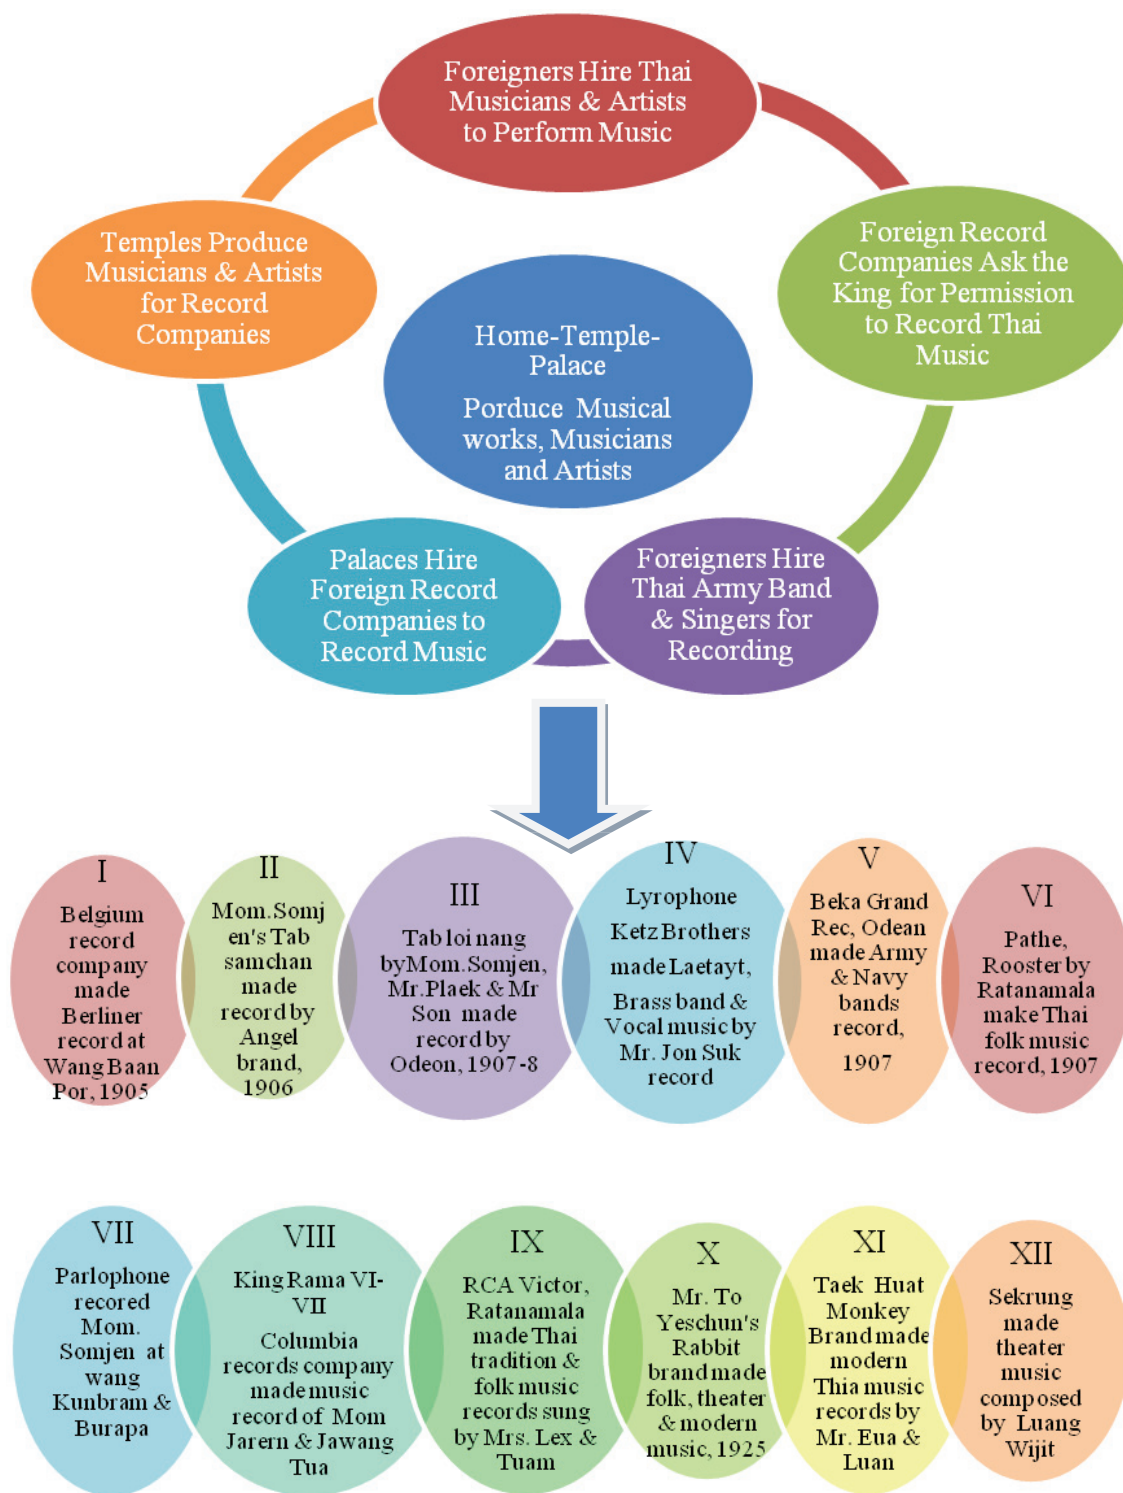 Foreigners Hire Thai
Musicians & Artists
to Perform Music
Foreign Record
Companies Ask the
King for Permission
to Record Thai
Music
Temples Produce
Musicians & Artists
for Record
Companies
Home-Temple-
Palace
Porduce Musical
works, Musicians
and Artists
Palaces Hire
Foreign Record
Companies to
Record Music
Foreigners Hire
Thai Army Band
& Singers for
Recording
I
Belgium
record
company
made
Berliner
record at
Wang Baan
Por, 1905
II
Mom.Somj
en's Tab
samchan
made
record by
Angel
brand,
1906
III
Tab loi nang
byMom.Somjen,
Mr.Plaek & Mr
Son made
record by
Odeon, 1907-8
IV
Lyrophone
Ketz Brothers
made Laetayt,
Brass band &
Vocal music by
Mr. Jon Suk
record
V
Beka Grand
Rec, Odean
made Army
& Navy
bands
record,
1907
VI
Pathe,
Rooster by
Ratanamala
make Thai
folk music
record, 1907
VII
Parlophone
recored
Mom.
Somjen at
wang
Kunbram &
Burapa
VIII
King Rama VI-
VII
Columbia
records company
made music
record of Mom
Jarern & Jawang
Tua
IX
RCA Victor,
Ratanamala
made Thai
tradition &
folk music
records sung
by Mrs. Lex &
Tuam
X
Mr. To
Yeschun's
Rabbit
brand made
folk, theater
& modern
music, 1925
XI
Taek Huat
Monkey
Brand made
modern
Thia music
records by
Mr. Eua &
Luan
XII
Sekrung
made
theater
music
composed
by Luang
Wijit